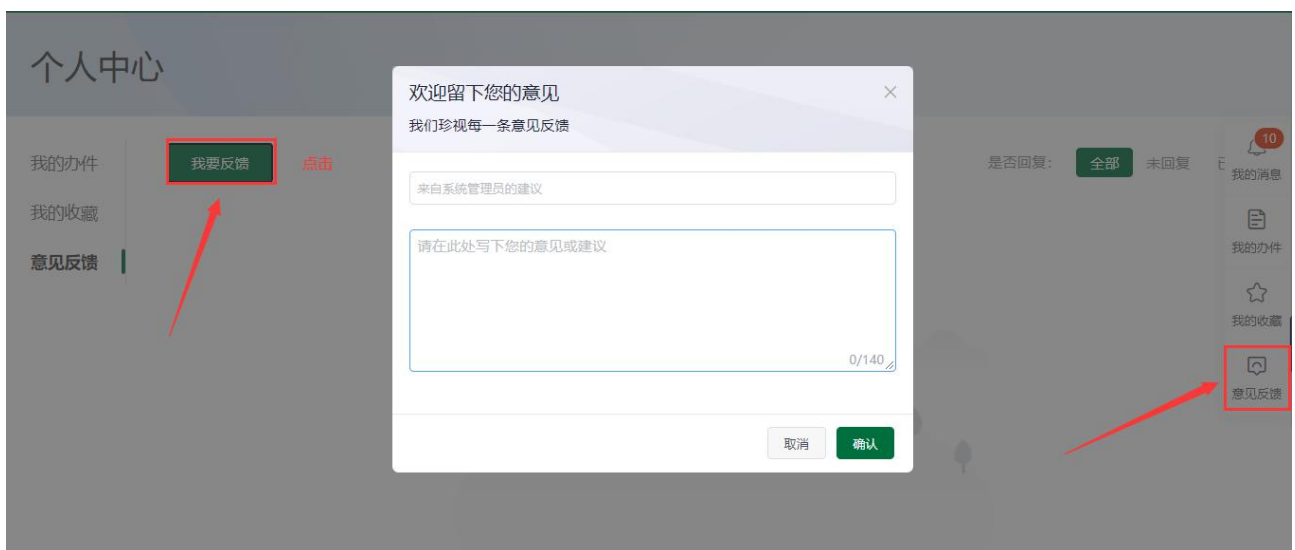 个人中心
欢迎留下您的意见
我们珍视每一条意见反馈
我的办件
我的收藏
意见反馈
我要反馈
点击
来自系统管理员的建议
请在此处写下您的意见或建议
0/140
取消
确认
是否回复:
全部
未回复
10
我的消息
我的办件
我的收藏
意见反馈